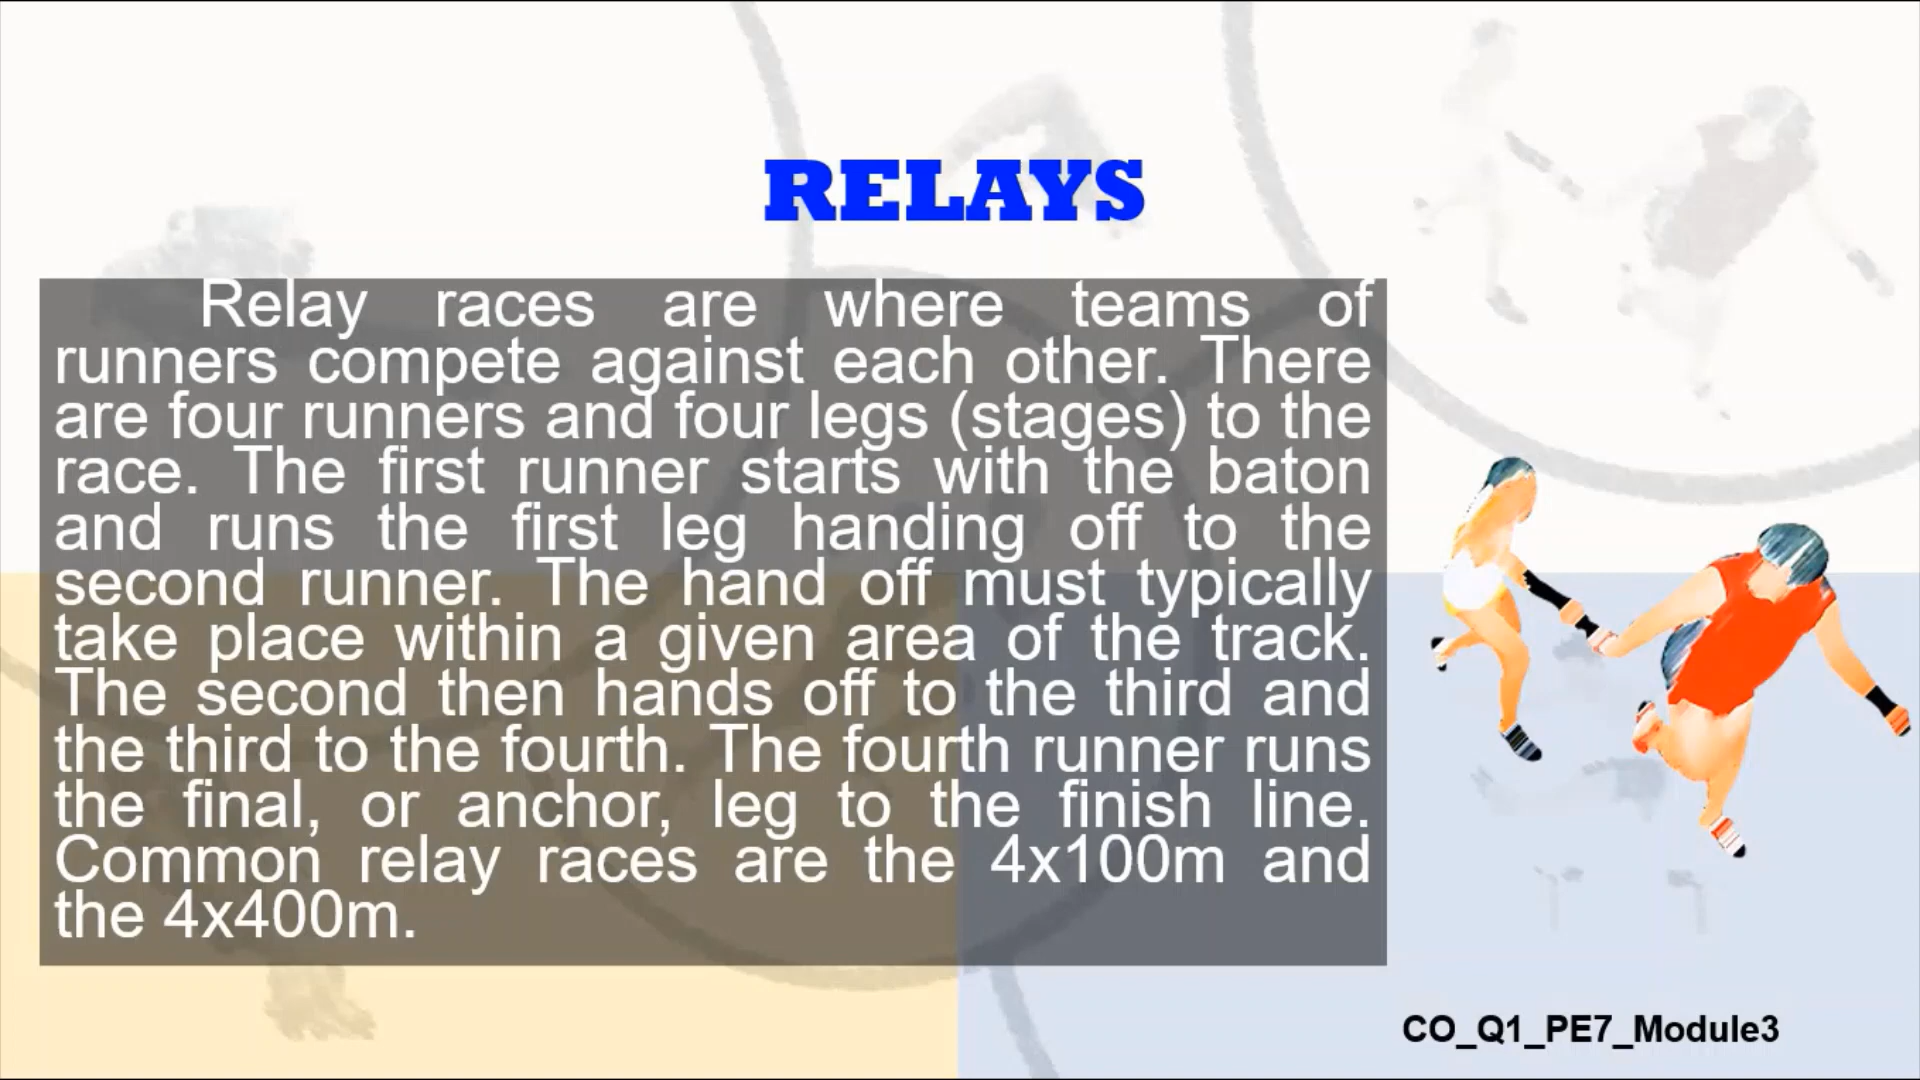 RELAYS
Relay races are where teams of
runners compete against each other. There
are four runners and four legs (stages) to the
race. The first runner starts with the baton
and runs the first leg handing off to the
second runner. The hand off must typically
take place within a given area of the track.
The second then hands off to the third and
the third to the fourth. The fourth runner runs
the final, or anchor, leg to the finish line.
Common relay races are the 4x100m and
the 4x400m.
CO_Q1_PE7_Module3